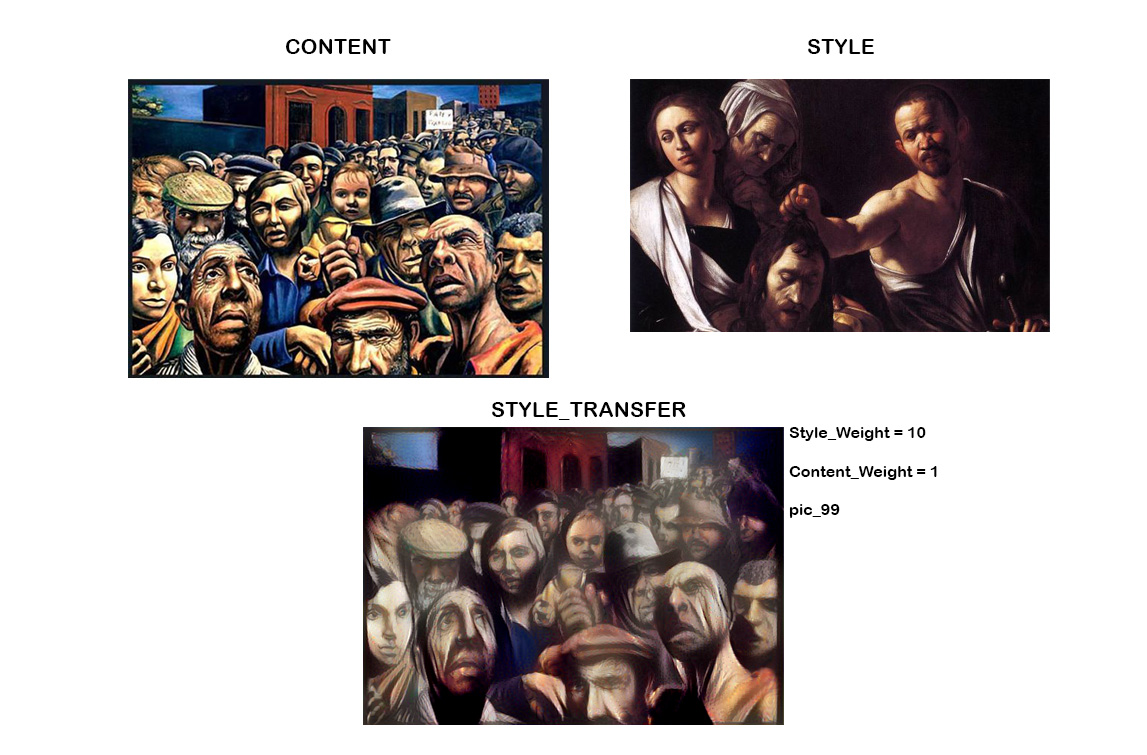 CONTENT
STYLE
STYLE_TRANSFER
Style_Weight = 10
Content_Weight = 1
pic_99